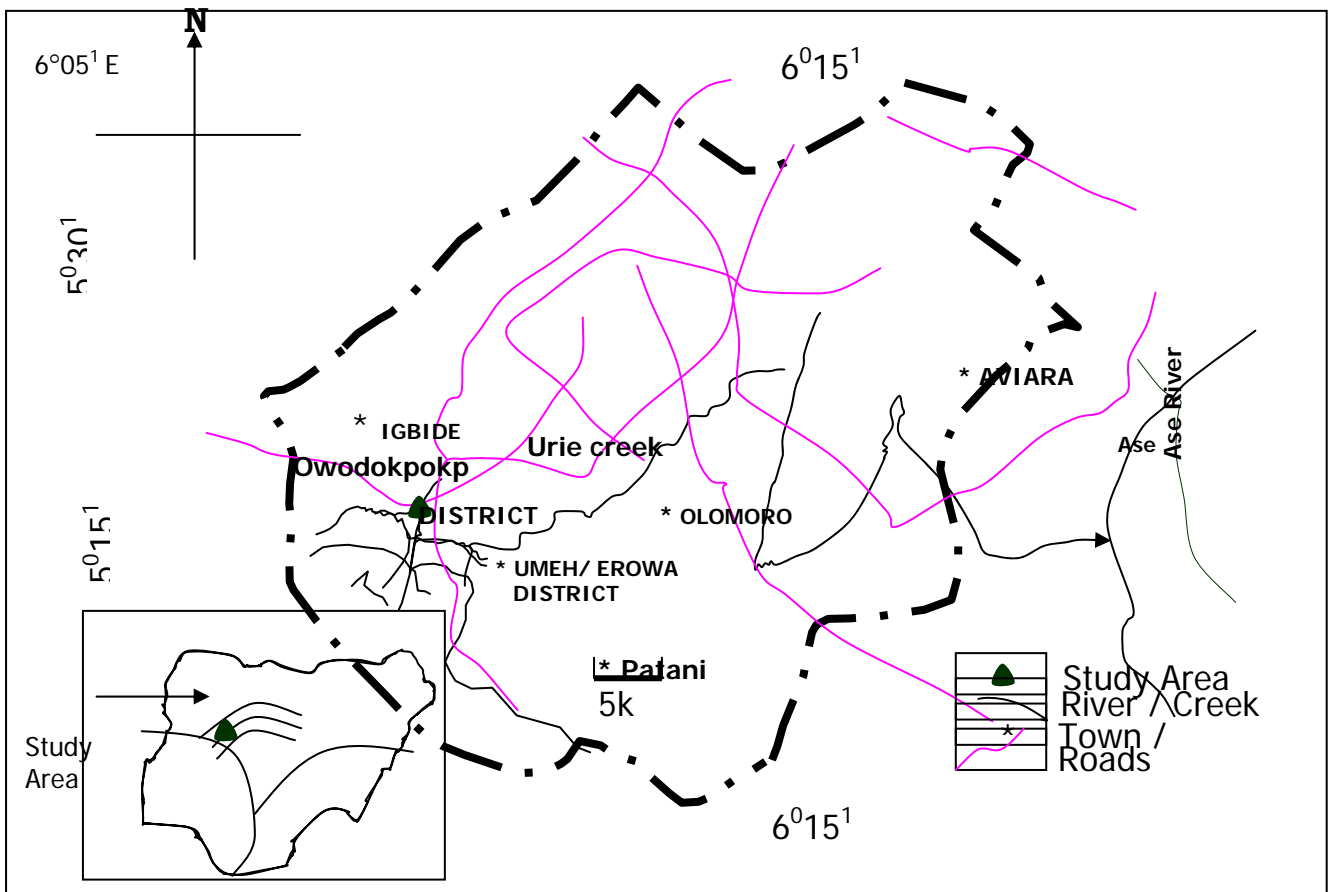 N
6°05¹ E
6⁰15¹
5⁰30¹
* AVIARA
Ase River
Ase
* IGBIDE
Urie creek
Owodokpokp
DISTRICT
* OLOMORO
5⁰15¹
* UMEH/ EROWA
DISTRICT
* Patani
5k
Study Area
River / Creek
* Town /
Roads
Study
Area
6⁰15¹